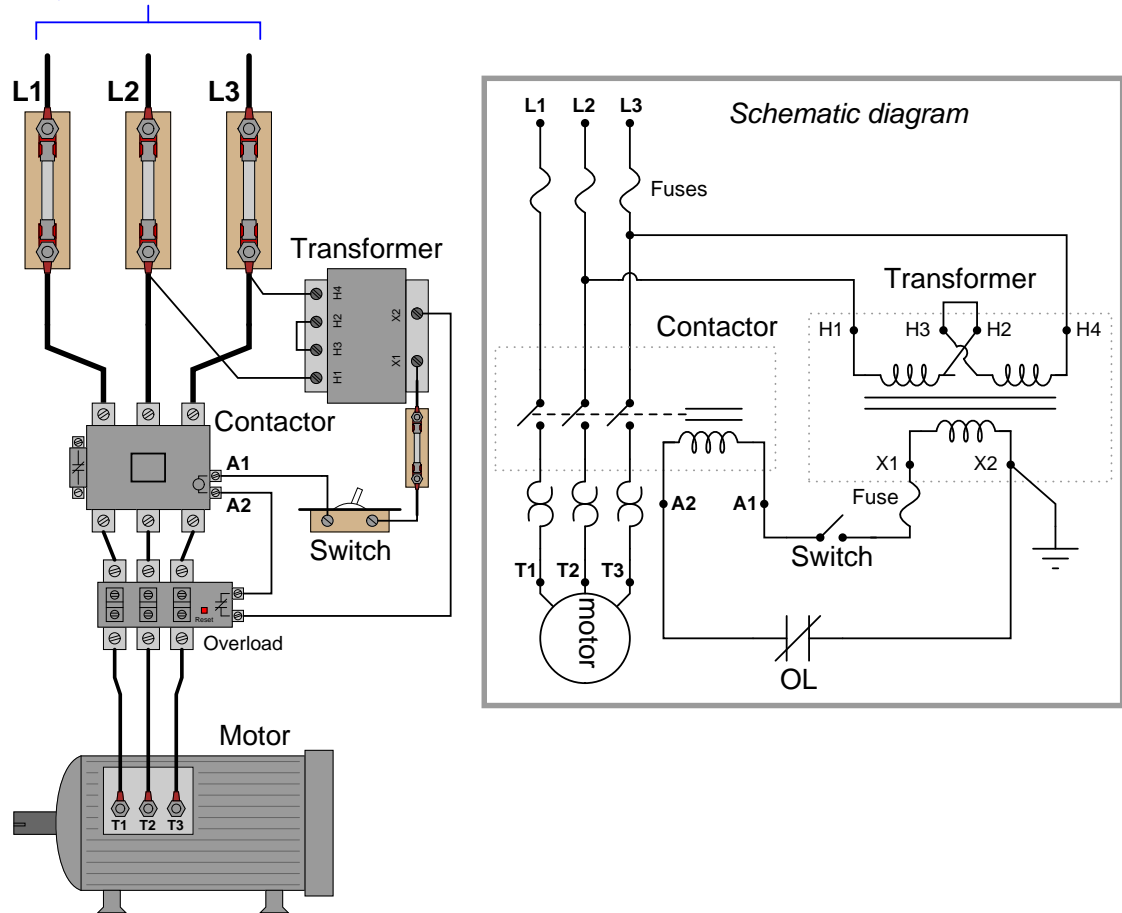 L1 L2 L3
Transformer
H4
H2
H3
H1
X2
X1
Contactor
A1
A2
Switch
Reset
Overload
Motor
T1 T2 T3
Schematic diagram
L1 L2 L3
Fuses
Transformer
Contactor
H1 H3 H2 H4
X1 X2
Fuse
A2 A1
Switch
T1 T2 T3
motor
OL